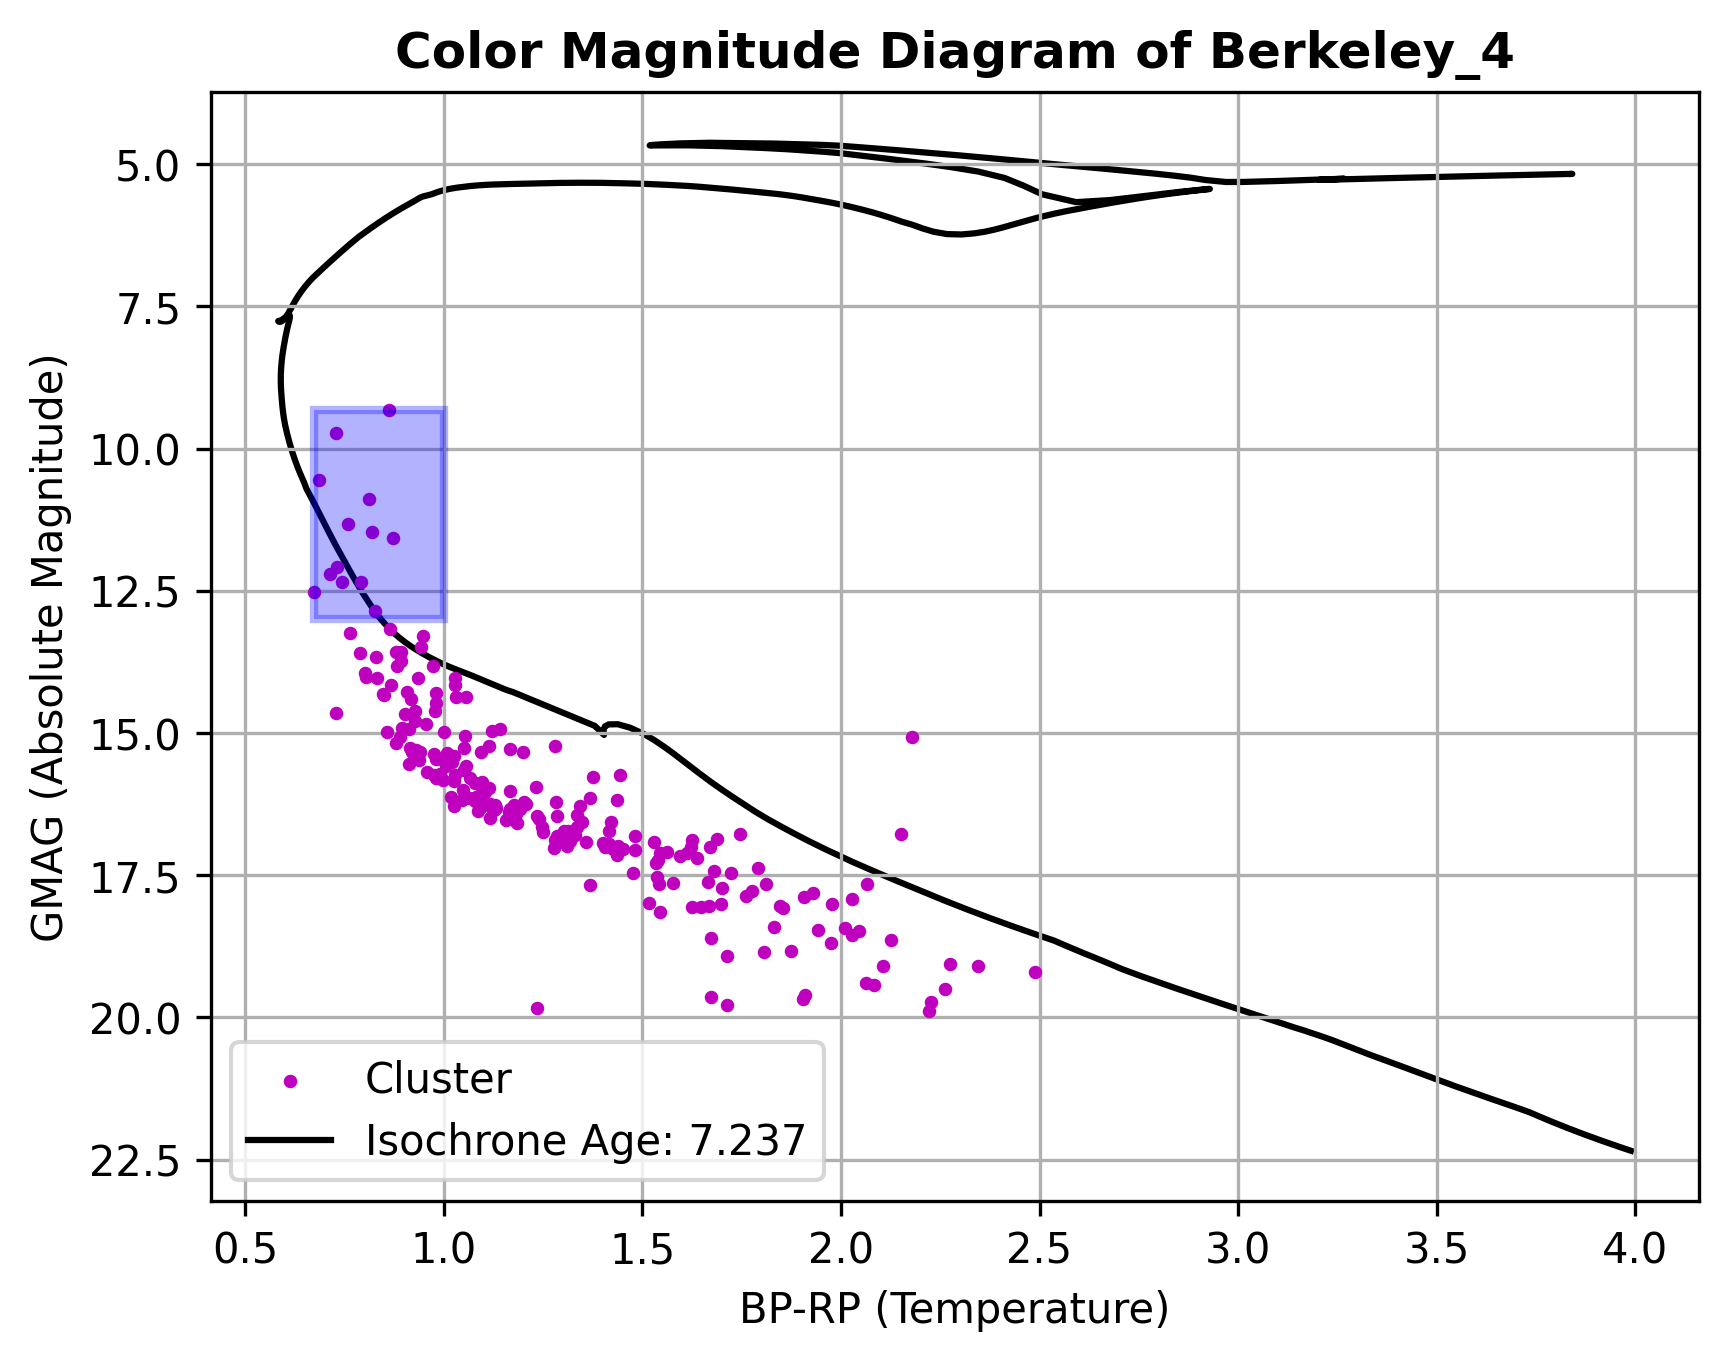 Color Magnitude Diagram of Berkeley_4
GMAG (Absolute Magnitude)
5.0
7.5
10.0
12.5
15.0
17.5
20.0
22.5
Cluster
Isochrone Age: 7.237
0.5 1.0 1.5 2.0 2.5 3.0 3.5 4.0
BP-RP (Temperature)